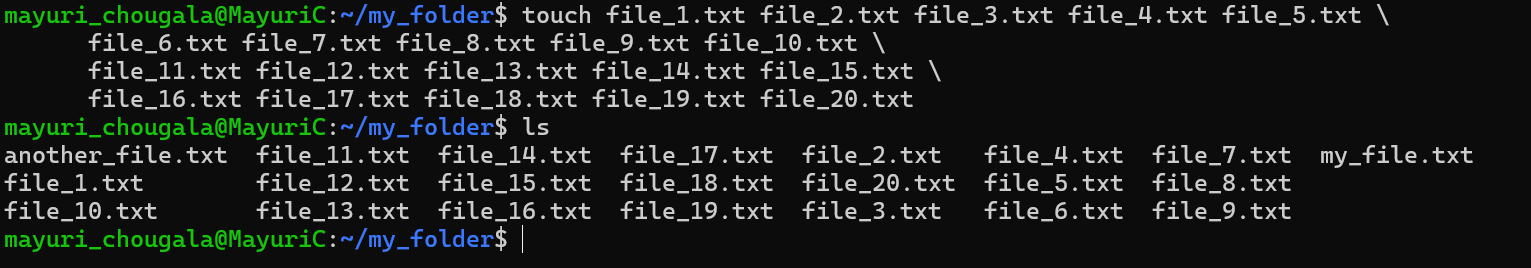 mayuri_chougala@MayuriC:~/my_folder$ touch file_1.txt file_2.txt file_3.txt file_4.txt file_5.txt \
      file_6.txt file_7.txt file_8.txt file_9.txt file_10.txt \
      file_11.txt file_12.txt file_13.txt file_14.txt file_15.txt \
      file_16.txt file_17.txt file_18.txt file_19.txt file_20.txt
mayuri_chougala@MayuriC:~/my_folder$ ls
another_file.txt  file_11.txt  file_14.txt  file_17.txt  file_2.txt   file_4.txt  file_7.txt  my_file.txt
file_1.txt        file_12.txt  file_15.txt  file_18.txt  file_20.txt  file_5.txt  file_8.txt
file_10.txt       file_13.txt  file_16.txt  file_19.txt  file_3.txt   file_6.txt  file_9.txt
mayuri_chougala@MayuriC:~/my_folder$